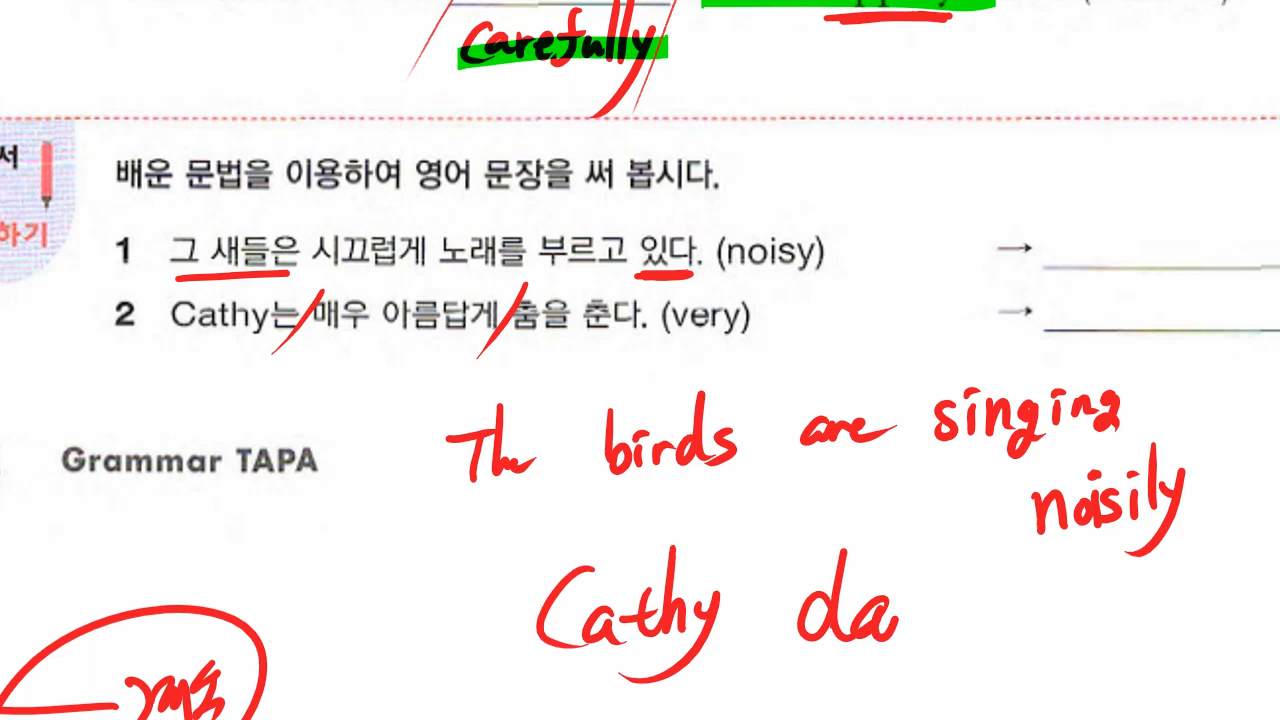 carefully
서
배운 문법을 이용하여 영어 문장을 써 봅시다.
하기
1 그 새들은 시끄럽게 노래를 부르고 있다. (noisy) →
2 Cathy는 매우 아름답게 춤을 춘다. (very) →
The birds are singing
noisily
Grammar TAPA
Cathy da